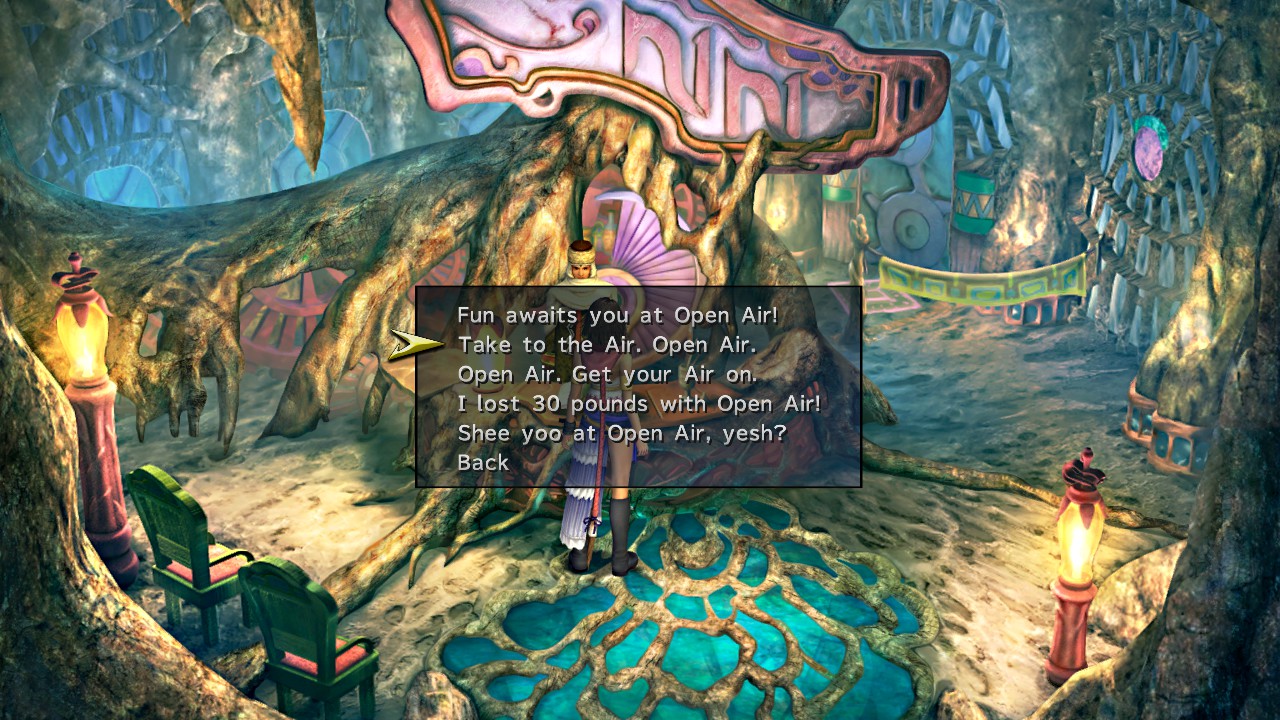 Fun awaits you at Open Air!
Take to the Air. Open Air.
Open Air. Get your Air on.
I lost 30 pounds with Open Air!
Shee yoo at Open Air, yesh?
Back